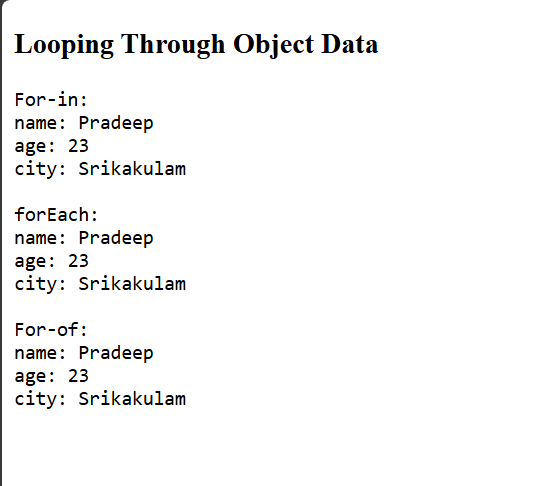 Looping Through Object Data
For-in:
name: Pradeep
age: 23
city: Srikakulam
forEach:
name: Pradeep
age: 23
city: Srikakulam
For-of:
name: Pradeep
age: 23
city: Srikakulam